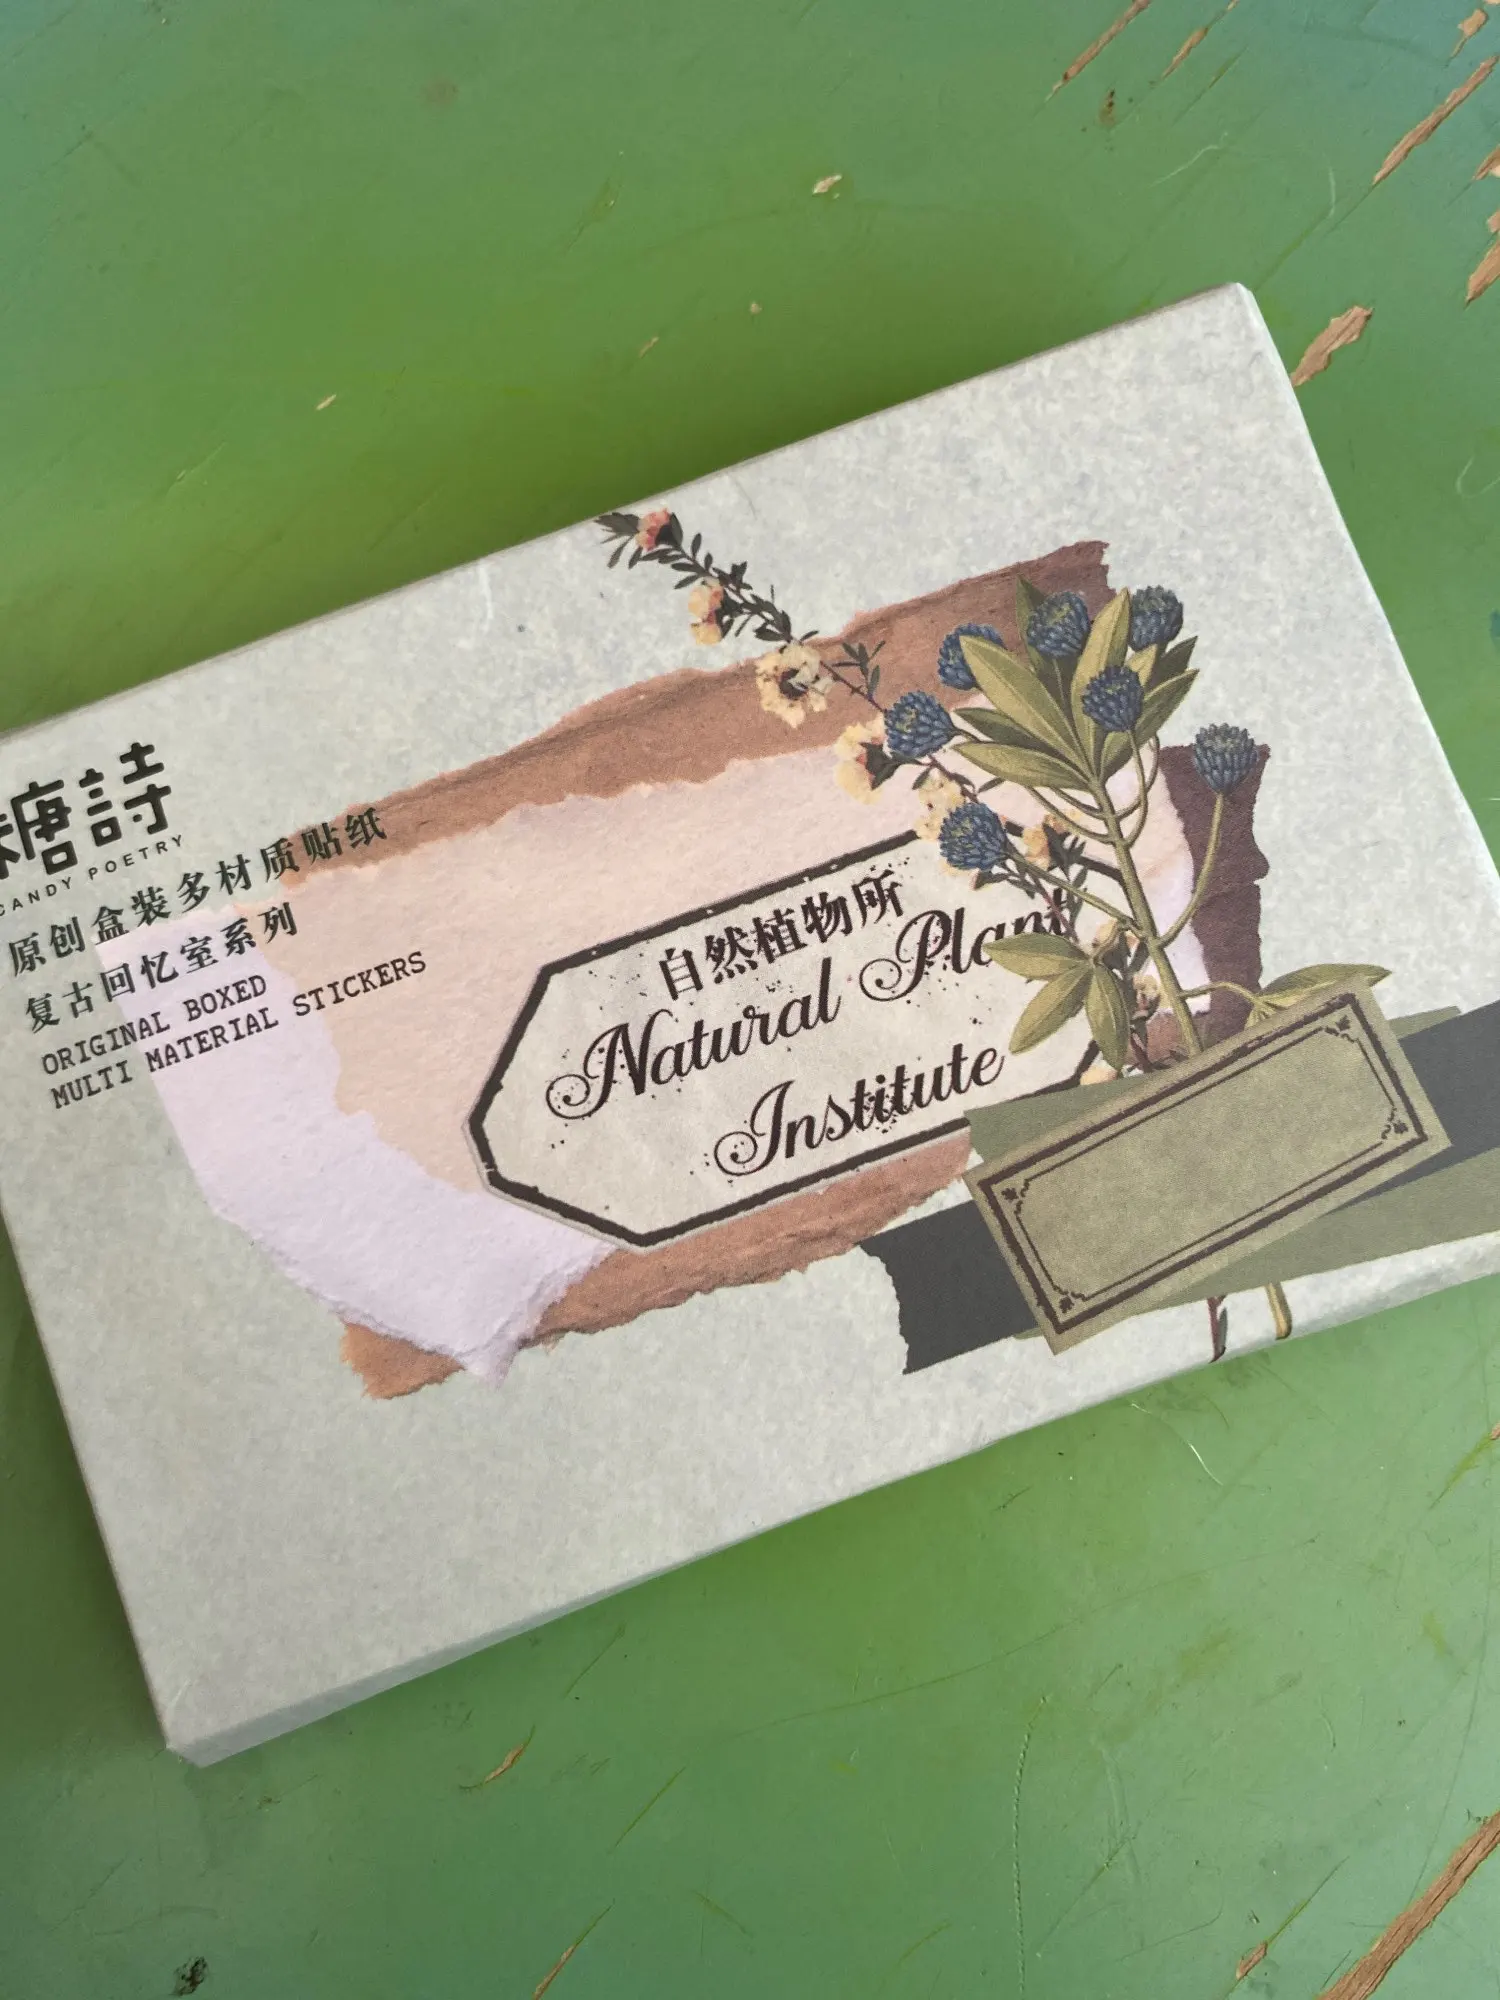 糖詩
CANDY POETRY
原创盒装多材质贴纸
复古回忆室系列
ORIGINAL BOXED
MULTI MATERIAL STICKERS
自然植物所
Natural Plant
Institute